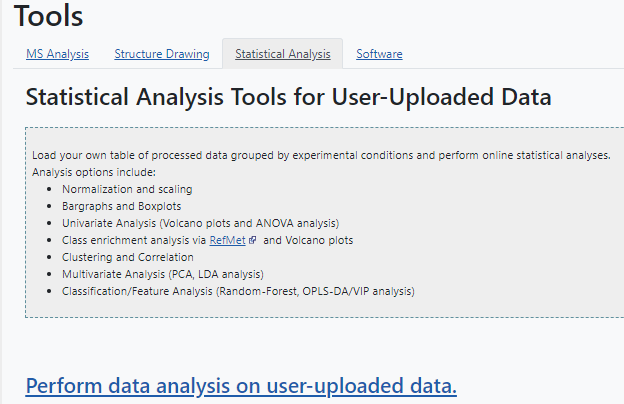 Tools
MS Analysis Structure Drawing Statistical Analysis Software
Statistical Analysis Tools for User-Uploaded Data
Load your own table of processed data grouped by experimental conditions and perform online statistical analyses.
Analysis options include:
• Normalization and scaling
• Bargraphs and Boxplots
• Univariate Analysis (Volcano plots and ANOVA analysis)
• Class enrichment analysis via RefMet and Volcano plots
• Clustering and Correlation
• Multivariate Analysis (PCA, LDA analysis)
• Classification/Feature Analysis (Random-Forest, OPLS-DA/VIP analysis)
Perform data analysis on user-uploaded data.